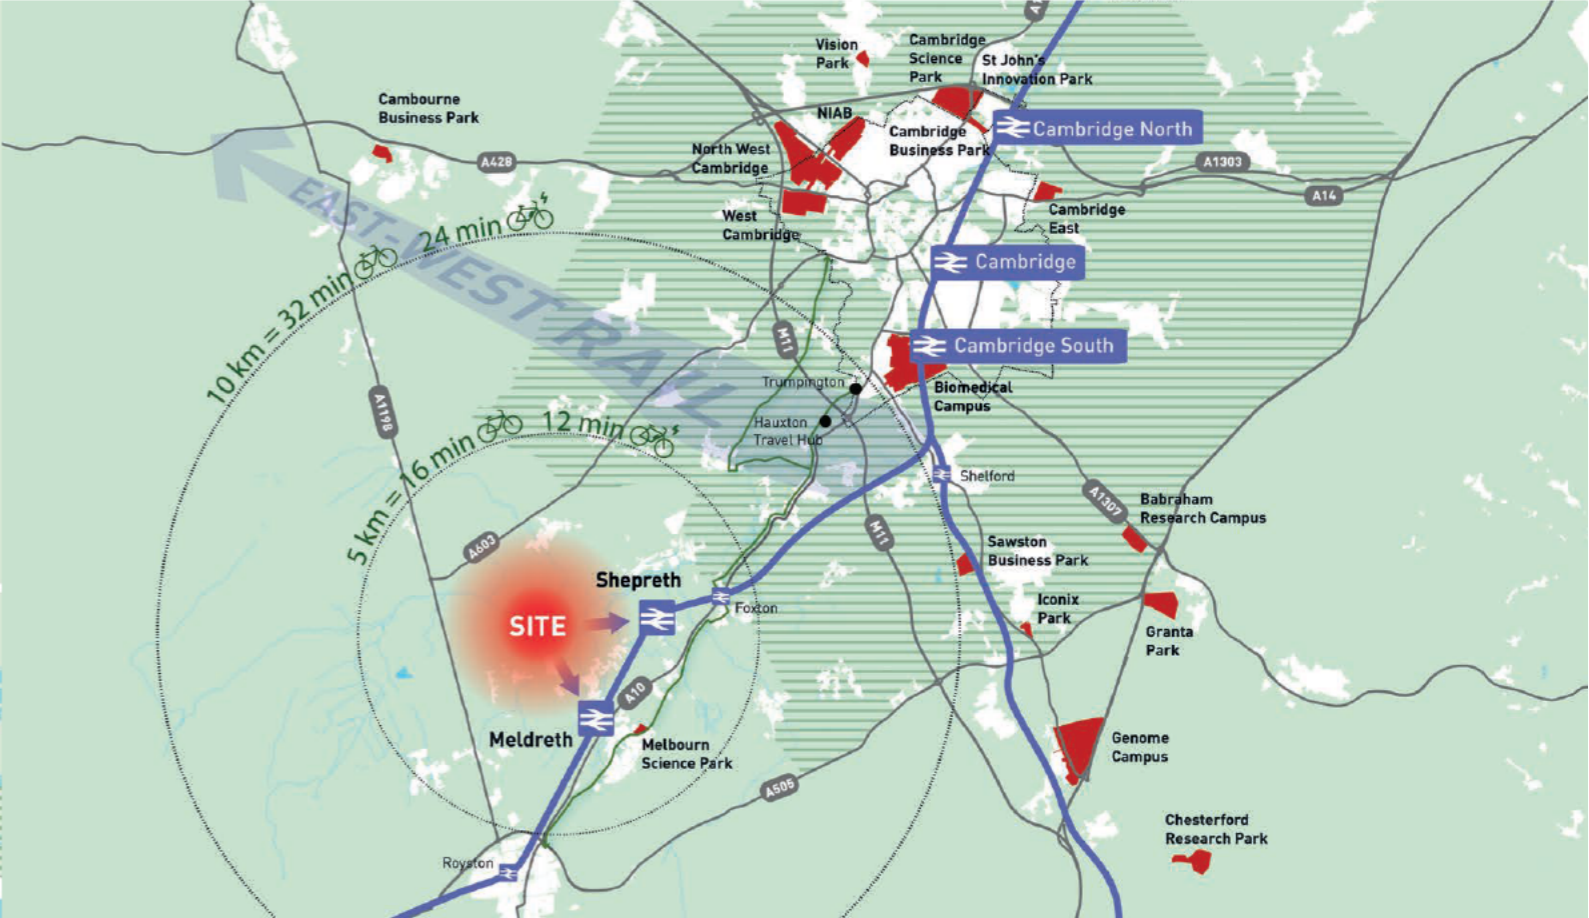 Cambourne
Business Park
A428
Vision
Park
Cambridge
Science
Park
St John's
Innovation Park
NIAB
North West
Cambridge
Cambridge
Business Park
Cambridge North
A1303
A14
West
Cambridge
Cambridge
East
Cambridge
EAST-WEST RAIL
24 min
10 km = 32 min
M11
Cambridge South
Trumpington
Biomedical
Campus
A1198
12 min
5 km = 16 min
Hauxton
Travel Hub
Shelford
A1307
Babraham
Research Campus
M11
A603
Sawston
Business Park
Shepreth
SITE
Foxton
Iconix
Park
Granta
Park
A10
Meldreth
Melbourn
Science Park
Genome
Campus
A505
Chesterford
Research Park
Royston